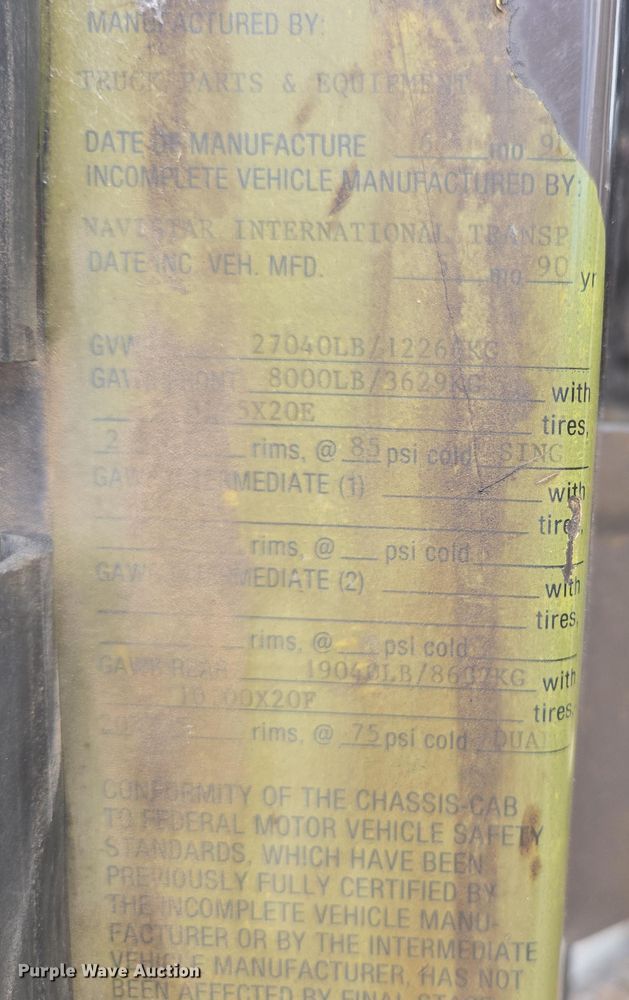 MANUFACTURED BY:
TRUCK PARTS & EQUIPMENT
DATE OF MANUFACTURE mo 90
INCOMPLETE VEHICLE MANUFACTURED BY:
NAVISTAR INTERNATIONAL TRANSP
DATE INC. VEH. MFD. mo 90 yr
27040LB/
GAWR FRONT 8000LB/3629KG with
5X20E tires,
rims, @ 85 psi cold SING
GAWR INTERMEDIATE (1) with
tires
rims, @ psi cold
GAWR INTERMEDIATE (2) with
tires,
rims, @ psi cold
GAWR REAR 19040LB/8637KG with
10.00X20F tires,
rims, @ 75 psi cold DUAL
CONFORMITY OF THE CHASSIS-CAB
TO FEDERAL MOTOR VEHICLE SAFETY
STANDARDS, WHICH HAVE BEEN
PREVIOUSLY FULLY CERTIFIED BY
THE INCOMPLETE VEHICLE MANU-
FACTURER OR BY THE INTERMEDIATE
VEHICLE MANUFACTURER, HAS NOT
BEEN AFFECTED BY FINAL
Purple Wave Auction